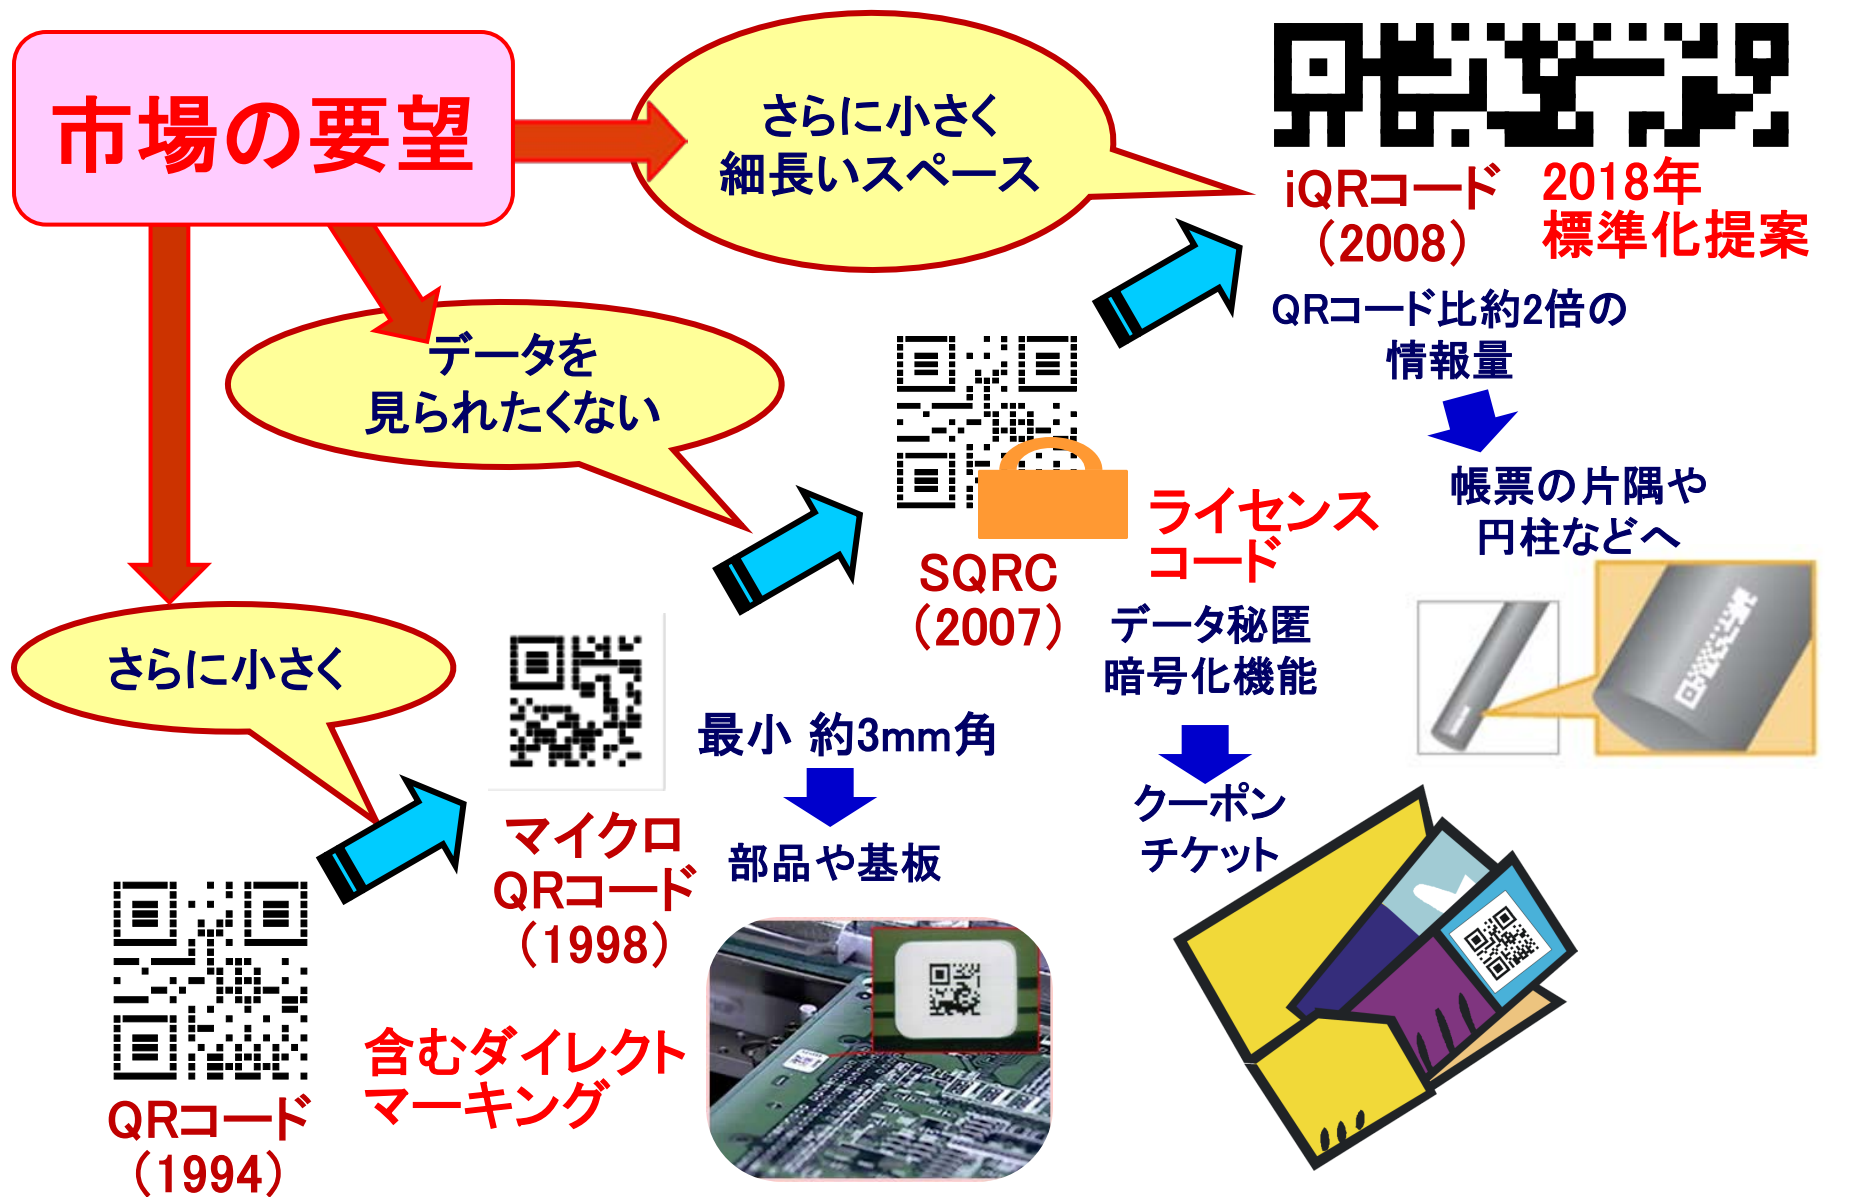 市場の要望
さらに小さく
細長いスペース
iQRコード
（2008）
2018年
標準化提案
QRコード比約2倍の
情報量
帳票の片隅や
円柱などへ
データを
見られたくない
SQRC
（2007）
ライセンス
コード
データ秘匿
暗号化機能
クーポン
チケット
さらに小さく
マイクロ
QRコード
（1998）
最小 約3mm角
部品や基板
含むダイレクト
マーキング
QRコード
（1994）